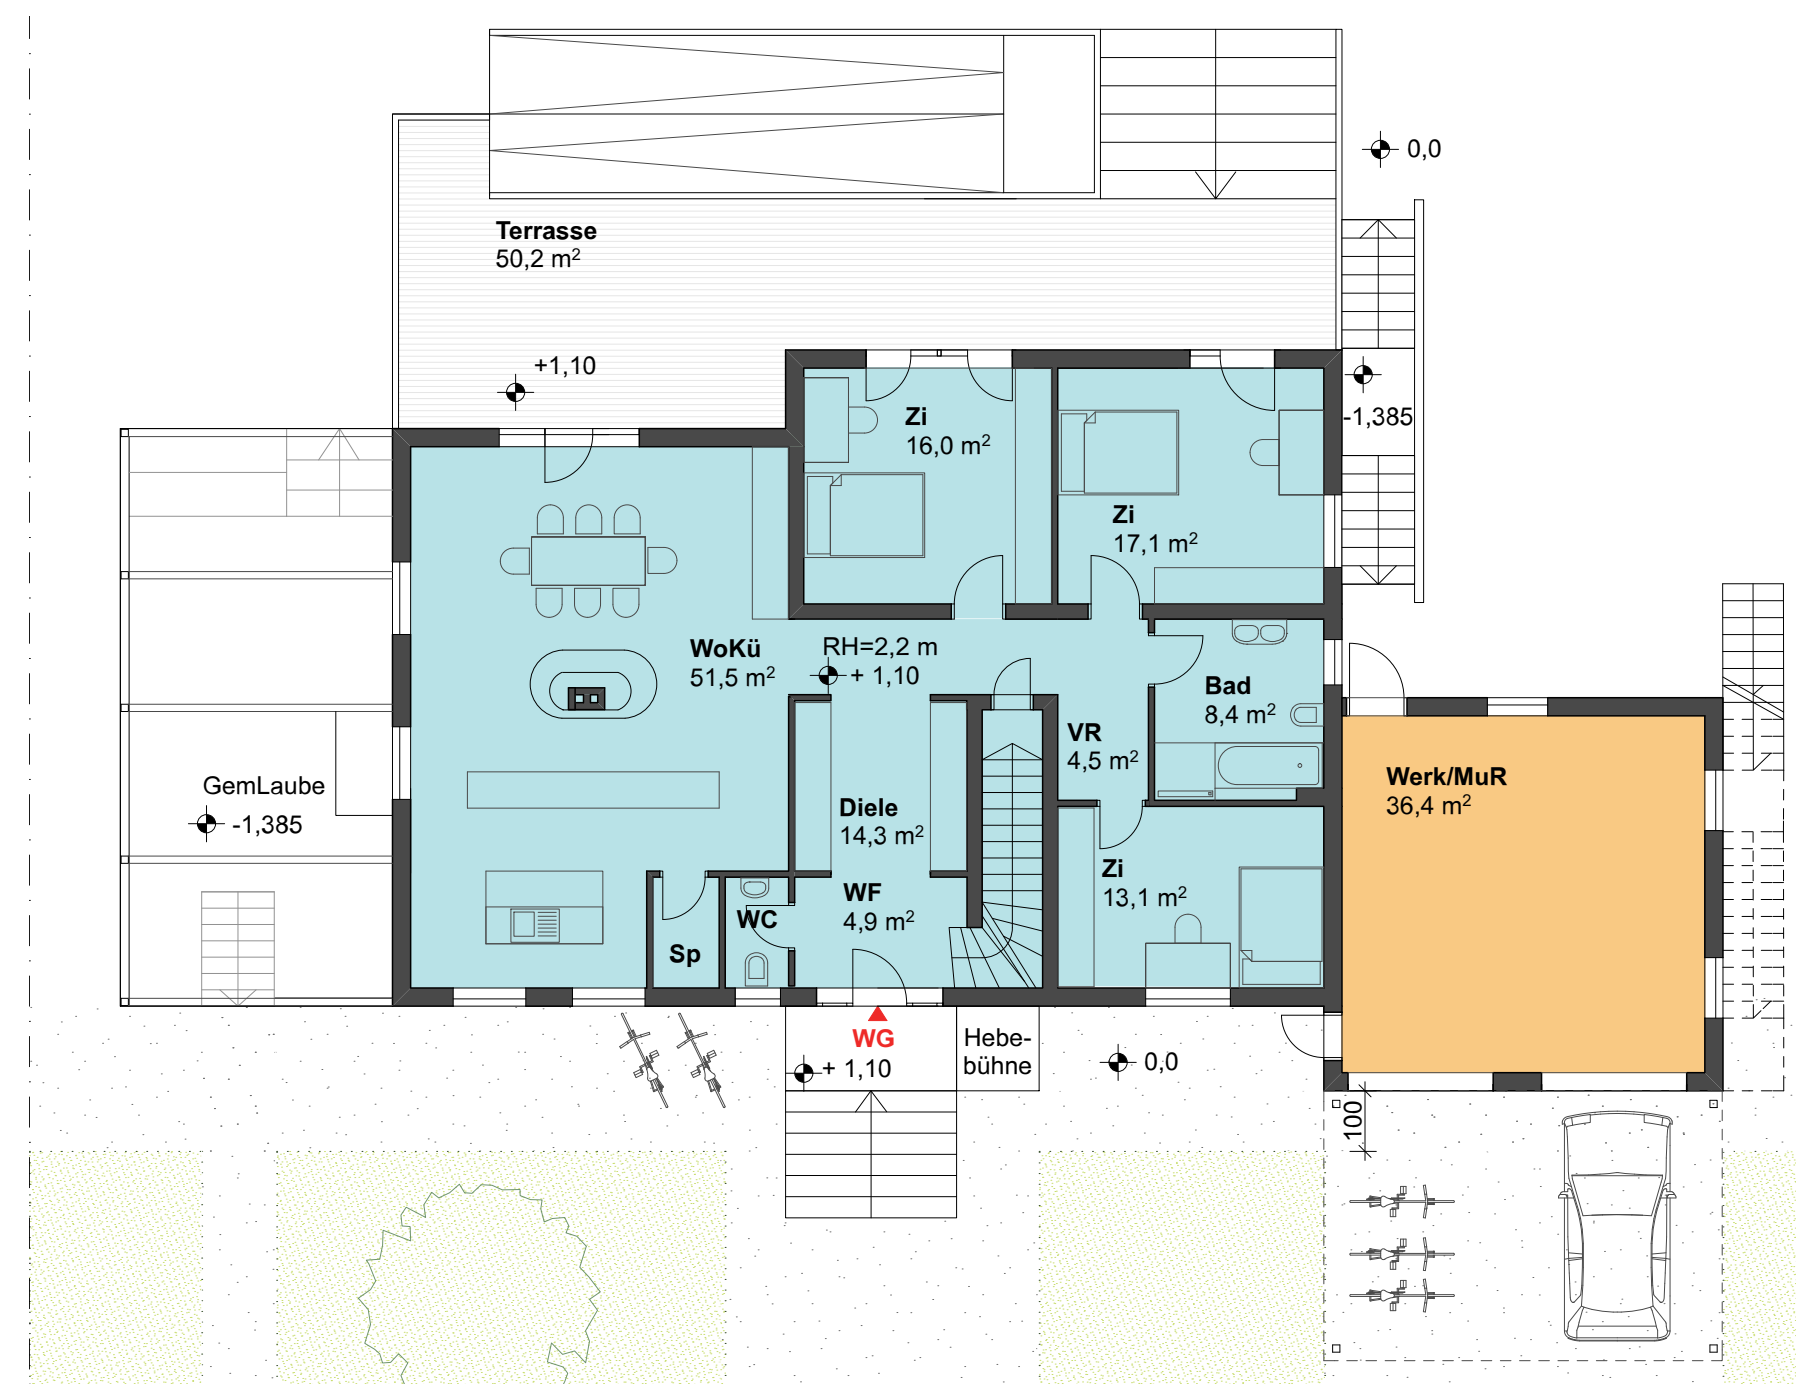 0,0
Terrasse
50,2 m²
+1,10
-1,385
Zi
16,0 m²
Zi
17,1 m²
WoKü
51,5 m²
RH=2,2 m
+ 1,10
Bad
8,4 m²
VR
4,5 m²
GemLaube
-1,385
Diele
14,3 m²
Werk/MuR
36,4 m²
Zi
13,1 m²
WF
4,9 m²
WC
Sp
WG
+ 1,10
Hebe-
bühne
0,0
100